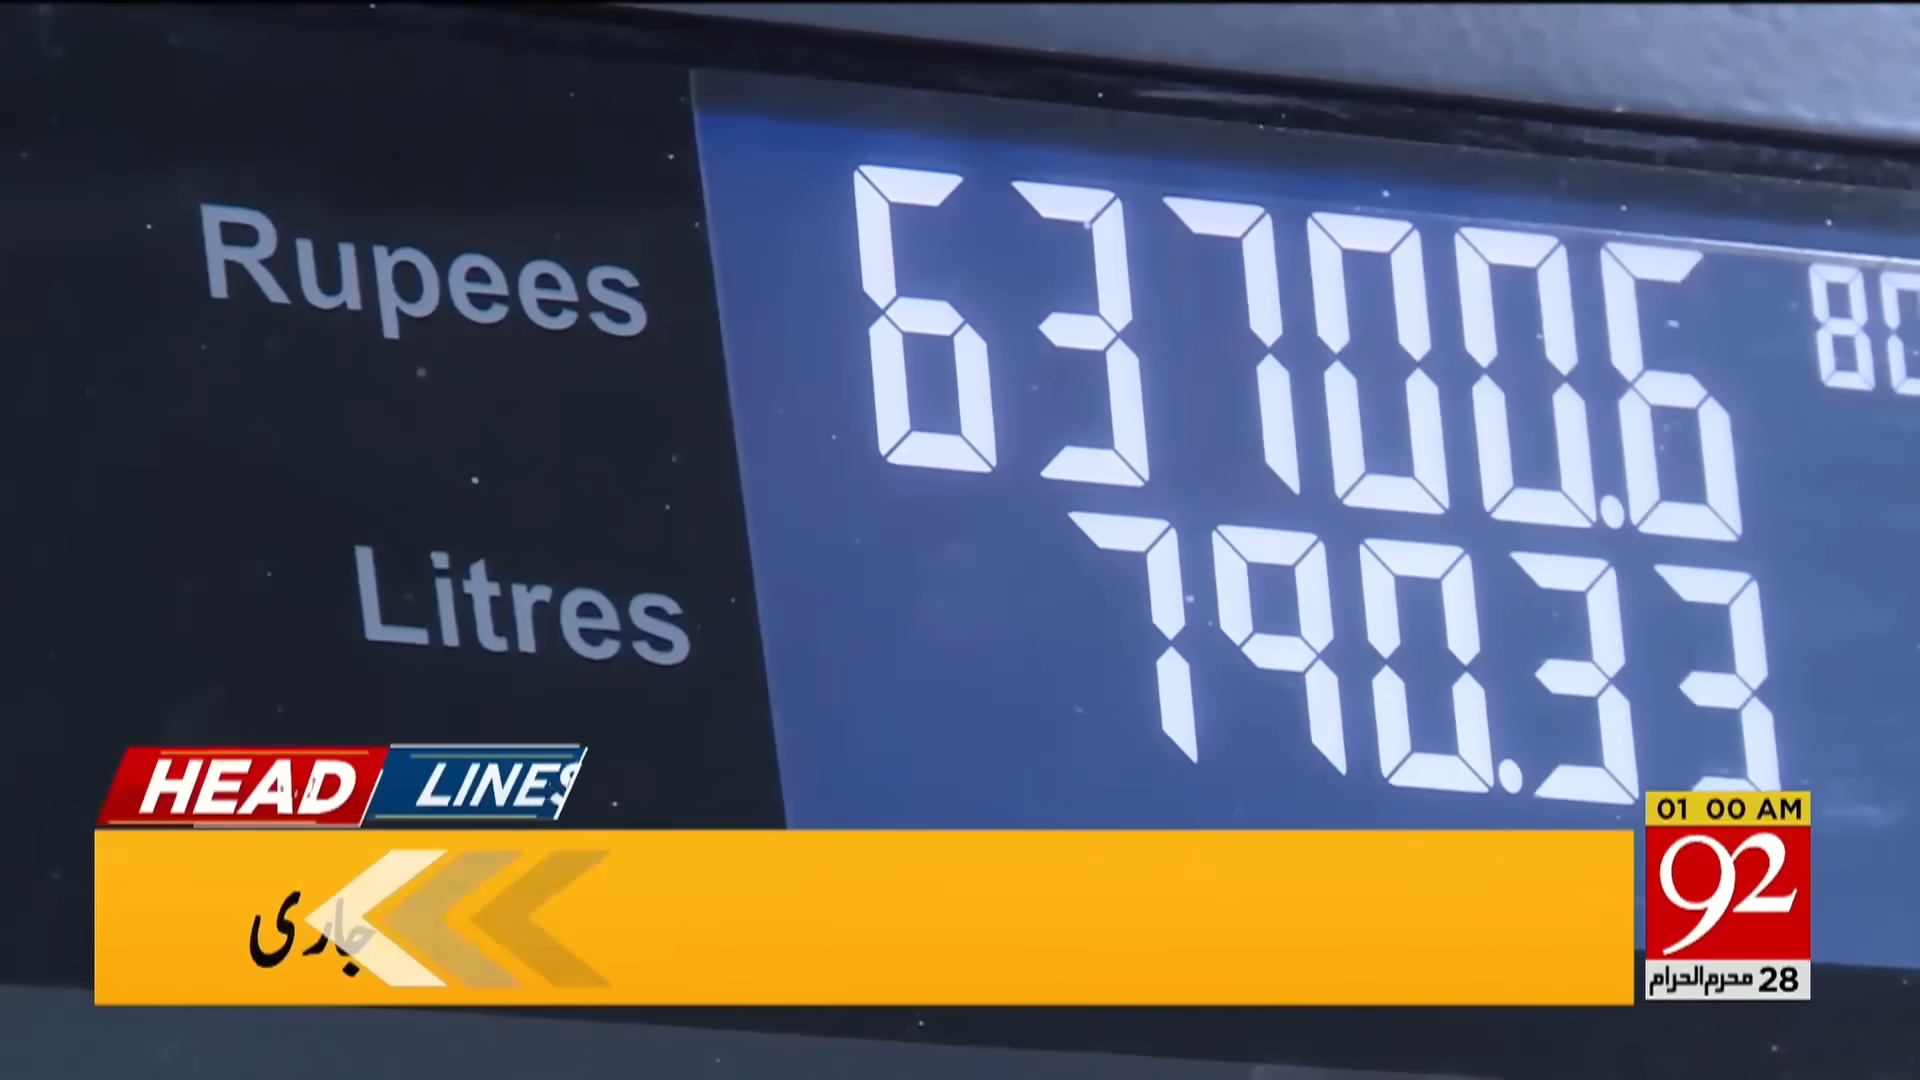 Rupees 63700.6 80
Litres 790.33
HEAD LINES
جاری
01 00 AM
92
28 محرم الحرام